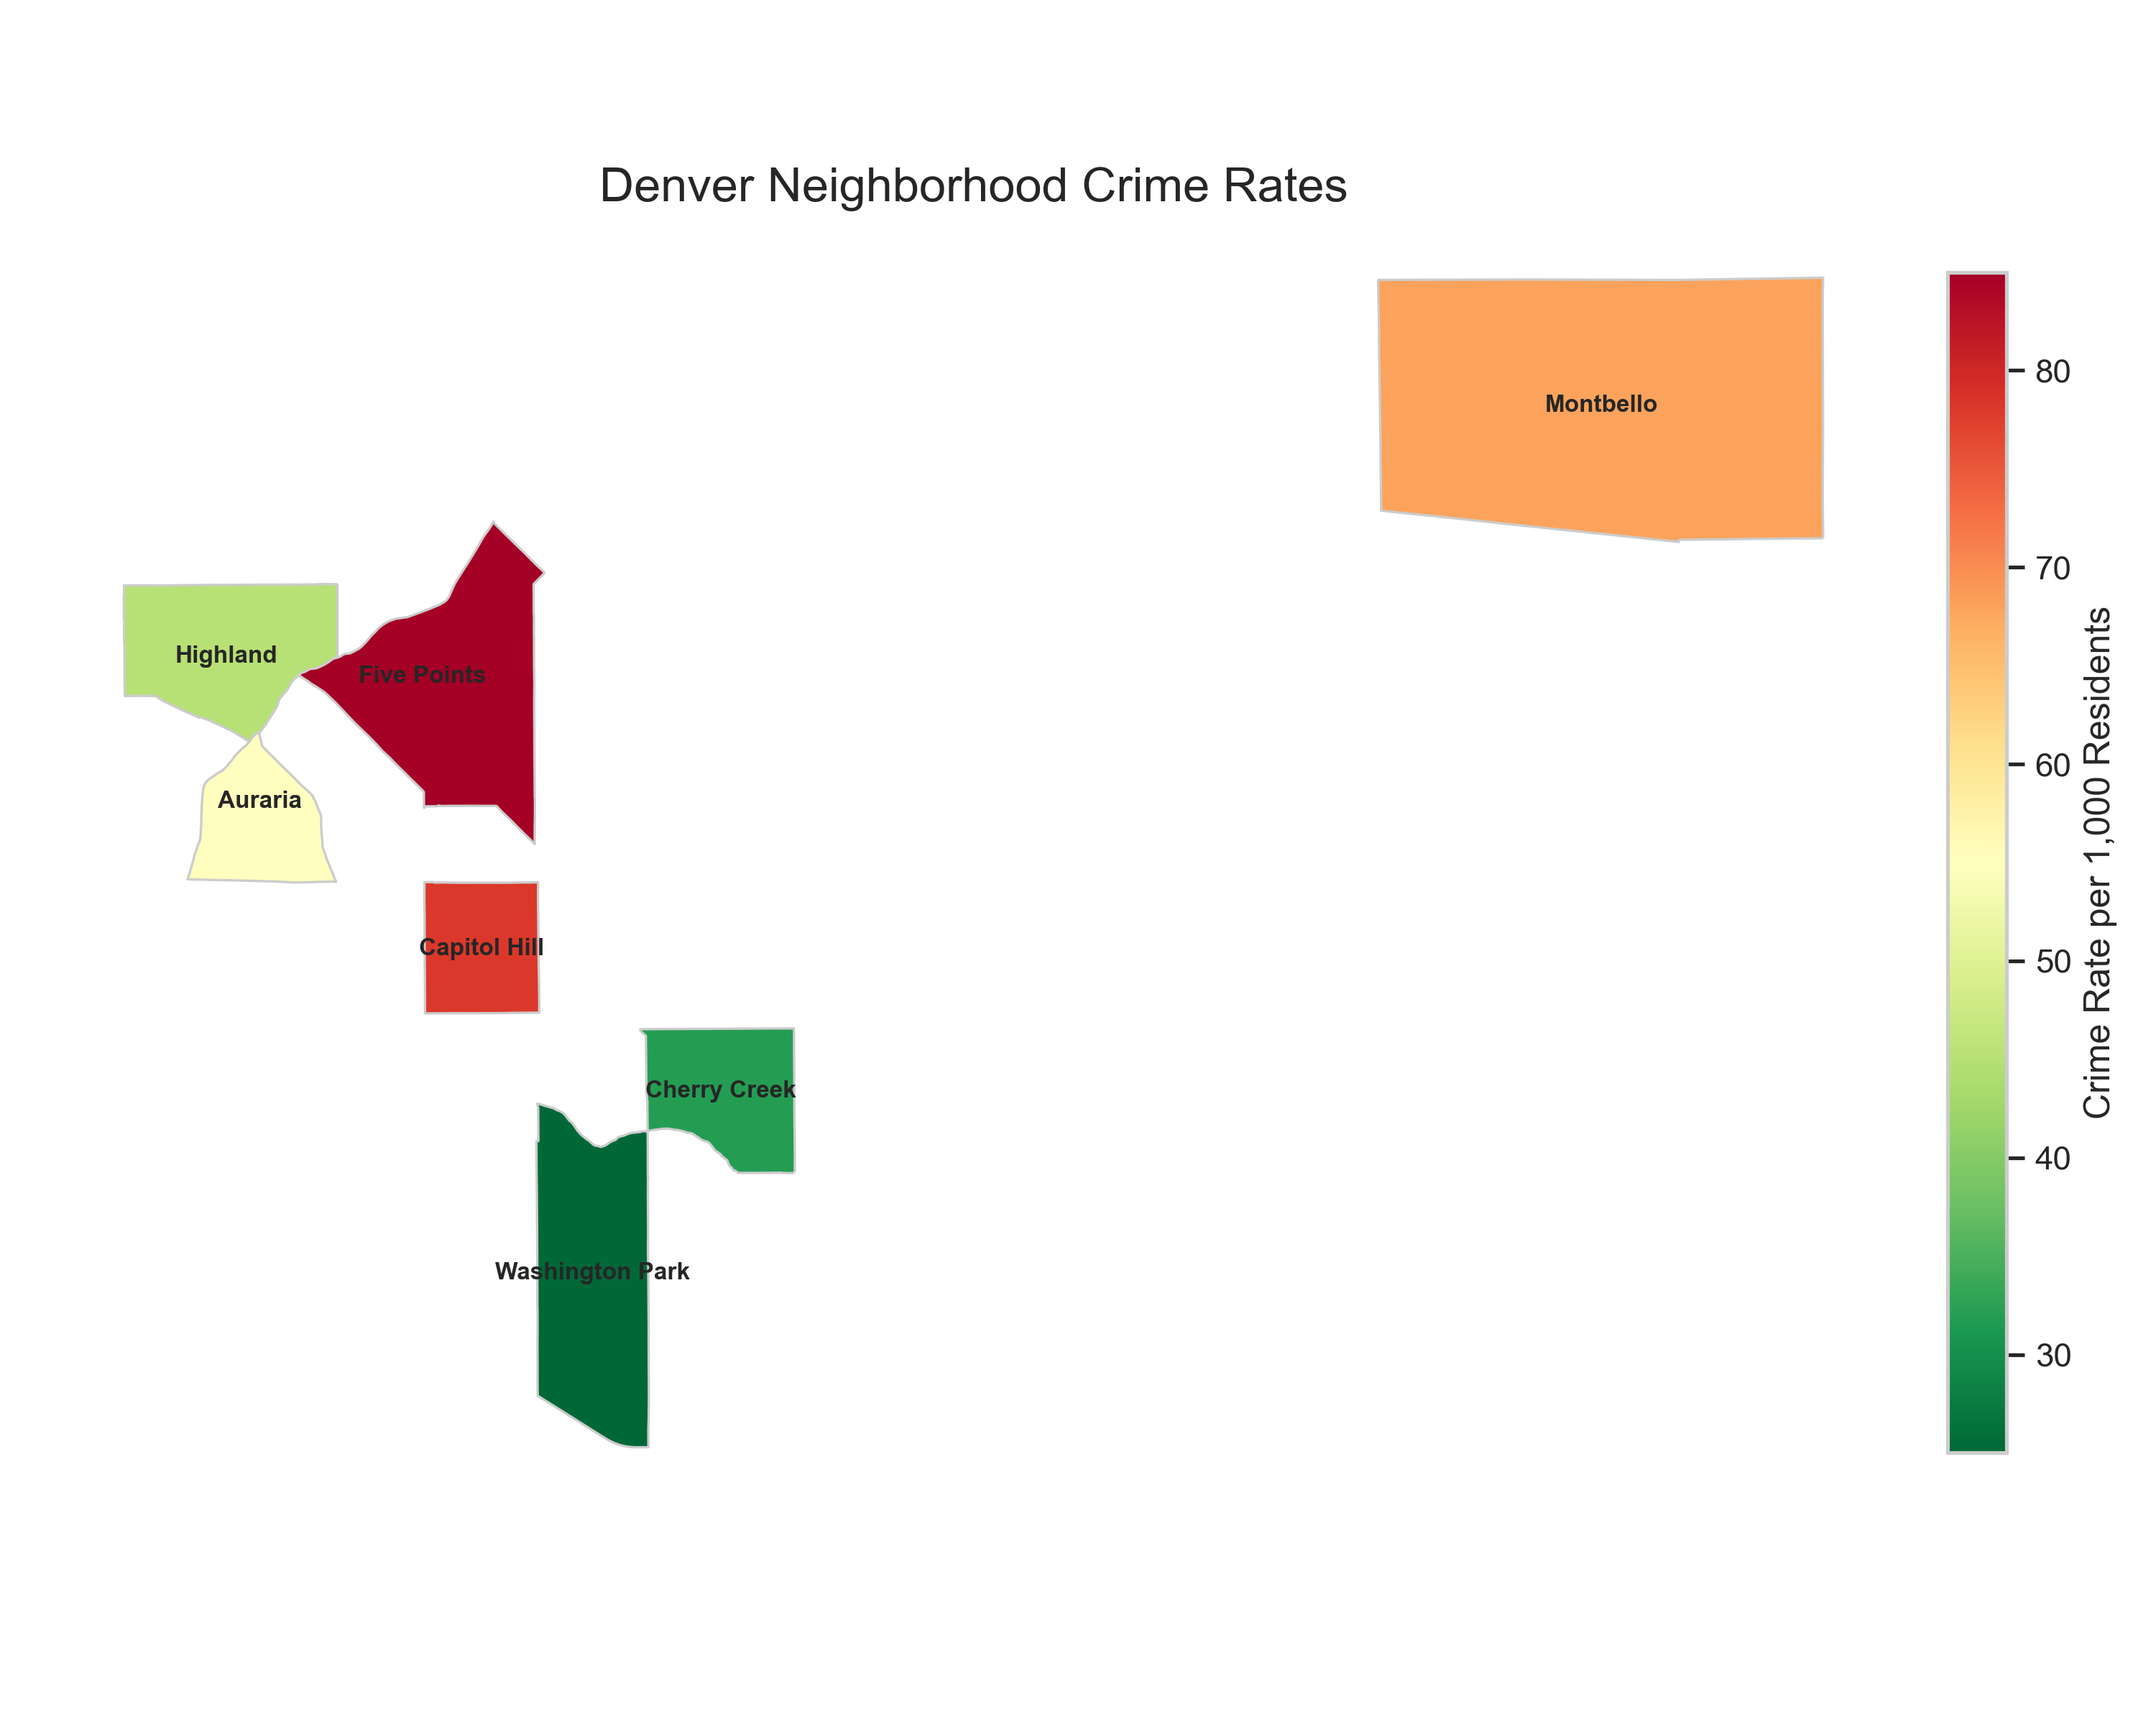 Denver Neighborhood Crime Rates
Montbello
Highland
Five Points
Auraria
Capitol Hill
Cherry Creek
Washington Park
80
70
60
50
40
30
Crime Rate per 1,000 Residents